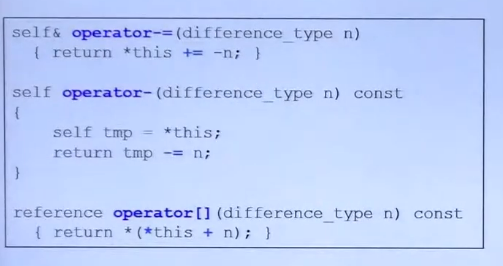 self& operator-=(difference_type n)
  { return *this += -n; }
self operator-(difference_type n) const
{
    self tmp = *this;
    return tmp -= n;
}
reference operator[](difference_type n) const
  { return *(*this + n); }